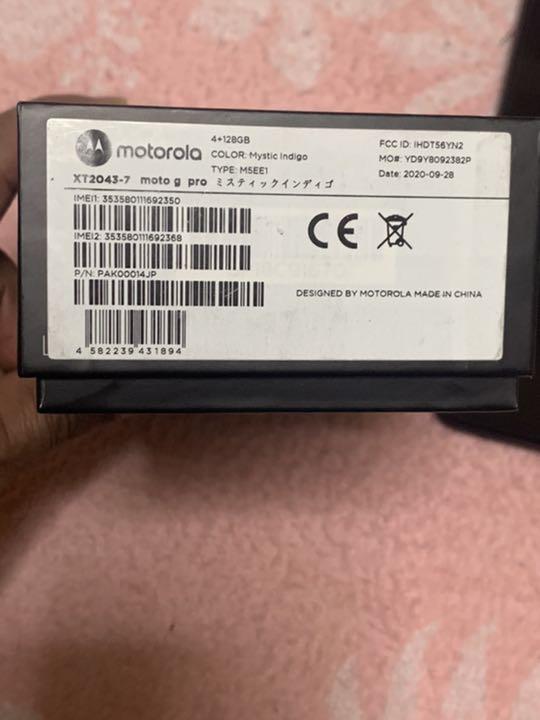 motorola
4+128GB
COLOR: Mystic Indigo
TYPE: M5EE1
FCC ID: IHDT56YN2
MO#: YD9Y8092382P
Date: 2020-09-28
XT2043-7 moto g pro ミスティックインディゴ
IMEI1: 353580111692350
IMEI2: 353580111692368
P/N: PAK00014JP
CE
DESIGNED BY MOTOROLA MADE IN CHINA
4 582239 431894